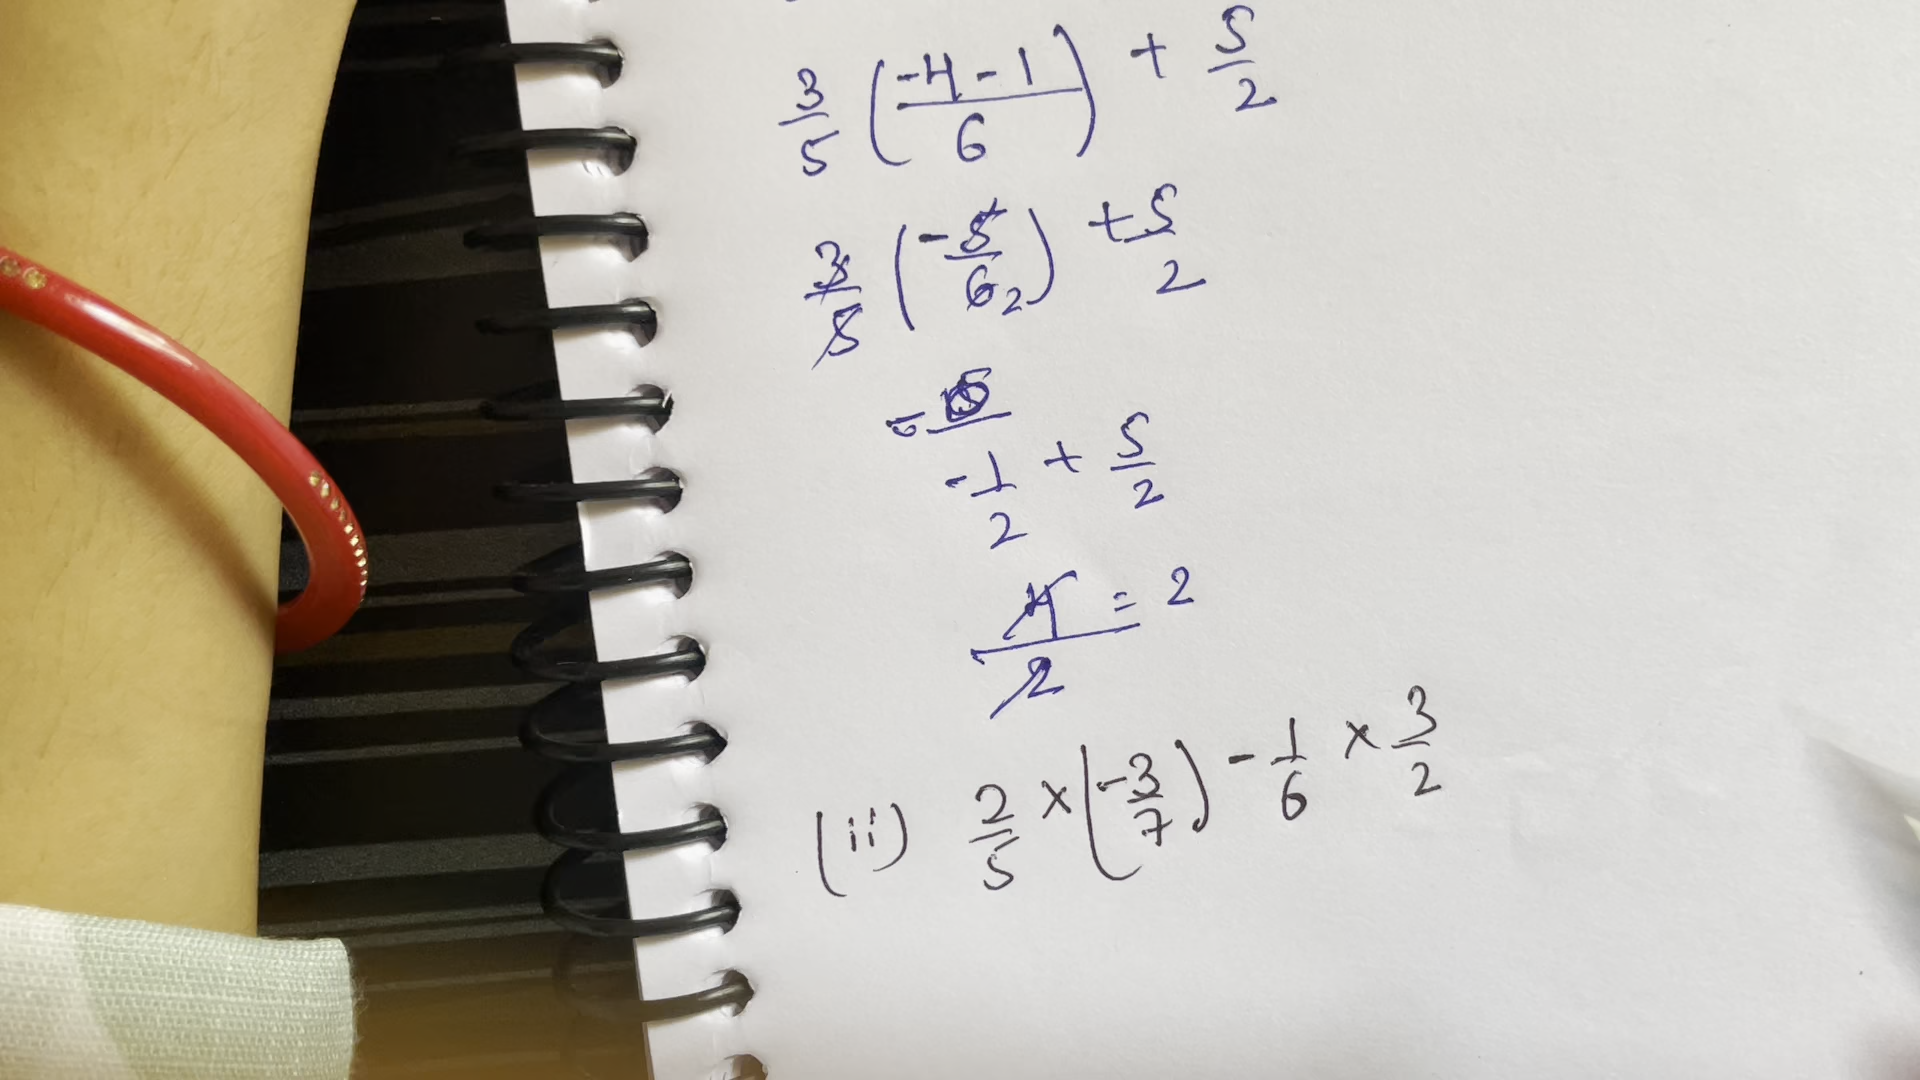 3/5 (-4-1/6) + 5/2
3/5 (-5/6 2) + 5/2
-1/2 + 5/2
4/2 = 2
(ii) 2/5 × (-3/7) - 1/6 × 3/2